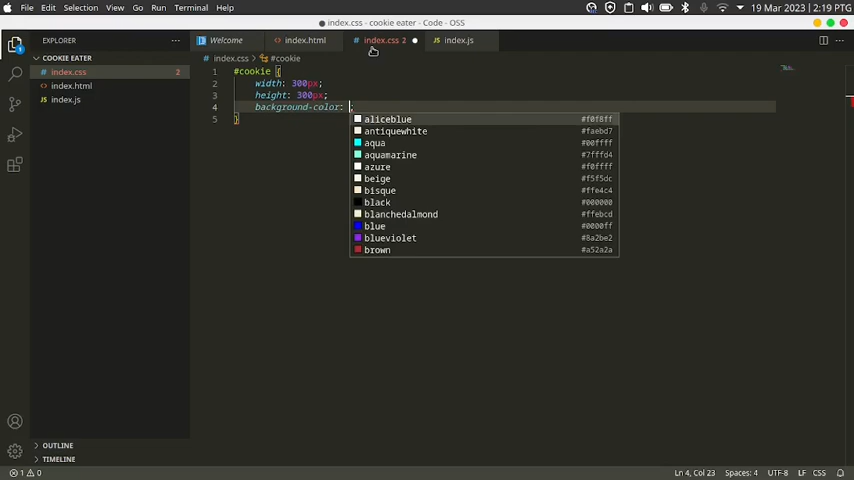 File Edit Selection View Go Run Terminal Help 19 Mar 2023 2:19 PTG
● index.css - cookie eater - Code - OSS
EXPLORER ··· Welcome <> index.html # index.css 2 ● index.js
COOKIE EATER
# index.css > #cookie
# index.css 2
<> index.html
index.js
1 #cookie {
2 width: 300px;
3 height: 300px;
4 background-color: ;
5 }
aliceblue #f0f8ff
antiquewhite #faebd7
aqua #00ffff
aquamarine #7fffd4
azure #f0ffff
beige #f5f5dc
bisque #ffe4c4
black #000000
blanchedalmond #ffebcd
blue #0000ff
blueviolet #8a2be2
brown #a52a2a
1
OUTLINE
TIMELINE
1 0 Ln 4, Col 23 Spaces: 4 UTF-8 LF CSS